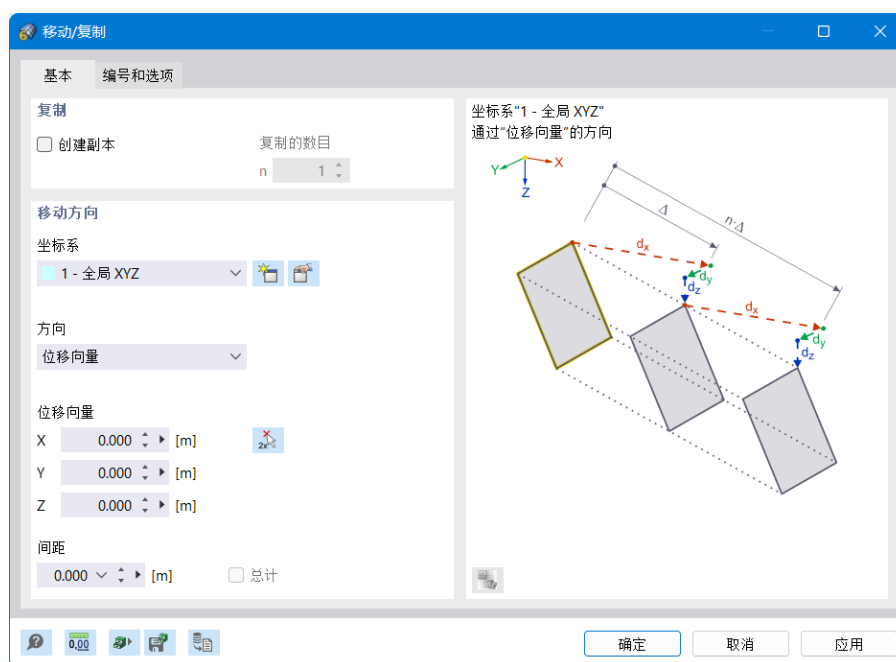 移动/复制
基本
编号和选项
复制
创建副本
复制的数目
n 1
移动方向
坐标系
1 - 全局 XYZ
方向
位移向量
位移向量
X 0.000 [m]
2x
Y 0.000 [m]
Z 0.000 [m]
间距
0.000 [m]
总计
坐标系"1 - 全局 XYZ"
通过"位移向量"的方向
Y X
Z
Δ
n·Δ
dx
dy
dz
dx
dy
dz
0,00
确定
取消
应用